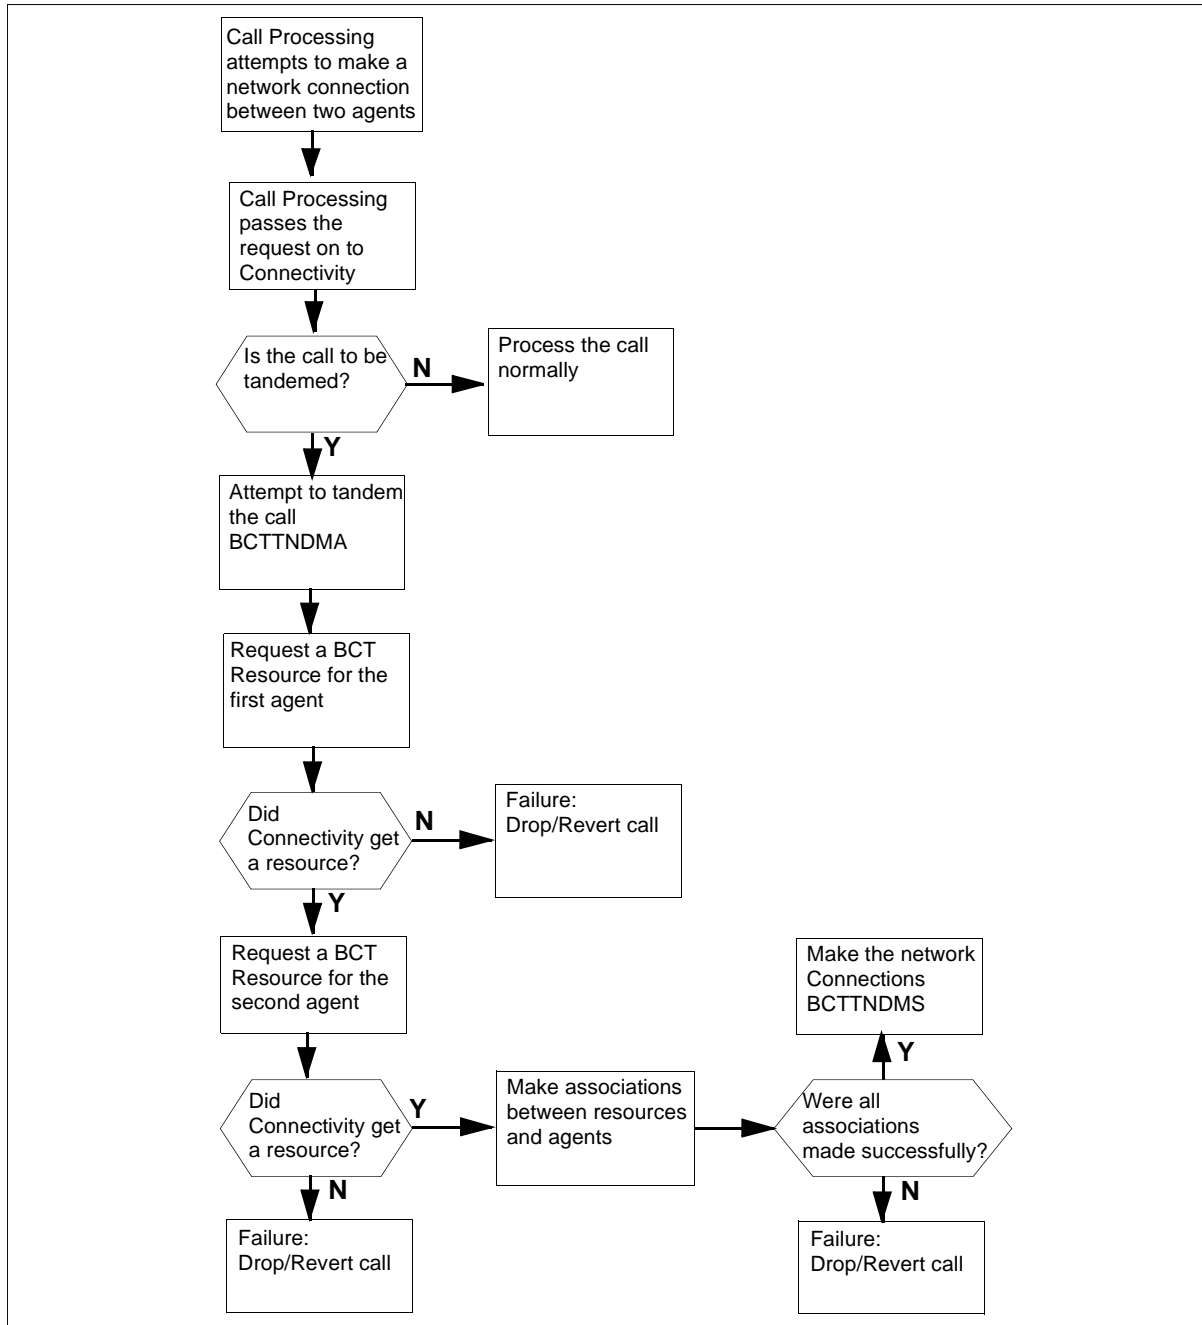 Call Processing
attempts to make a
network connection
between two agents
Call Processing
passes the
request on to
Connectivity
Is the call to be
tandemed?
N
Process the call
normally
Y
Attempt to tandem
the call
BCTTNDMA
Request a BCT
Resource for the
first agent
Did
Connectivity get
a resource?
N
Failure:
Drop/Revert call
Y
Request a BCT
Resource for the
second agent
Did
Connectivity get
a resource?
Y
Make associations
between resources
and agents
Were all
associations
made successfully?
Y
Make the network
Connections
BCTTNDMS
N
Failure:
Drop/Revert call
N
Failure:
Drop/Revert call